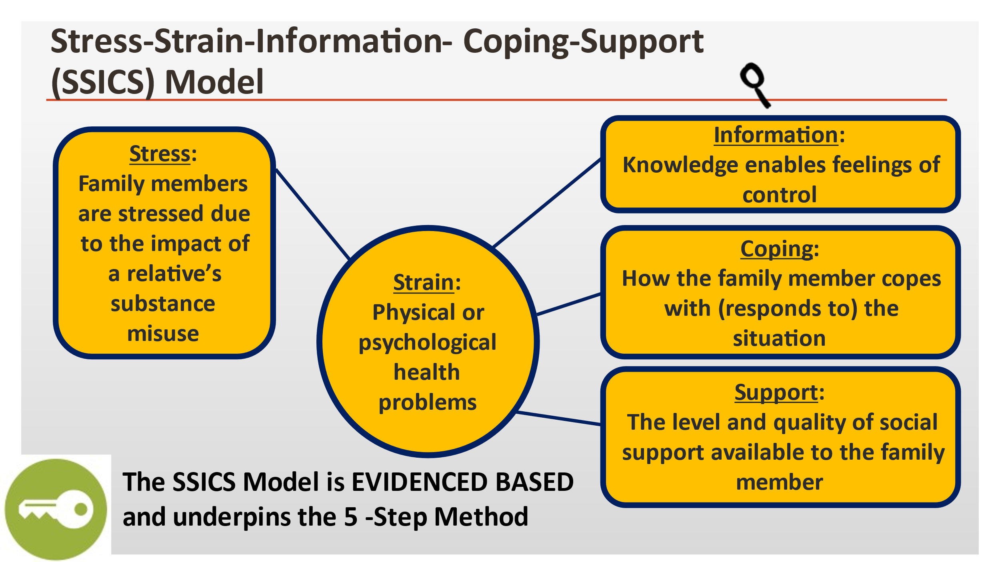 Stress-Strain-Information- Coping-Support
(SSICS) Model
Stress:
Family members
are stressed due
to the impact of
a relative’s
substance
misuse
Strain:
Physical or
psychological
health
problems
Information:
Knowledge enables feelings of
control
Coping:
How the family member copes
with (responds to) the
situation
Support:
The level and quality of social
support available to the family
member
The SSICS Model is EVIDENCED BASED
and underpins the 5 -Step Method